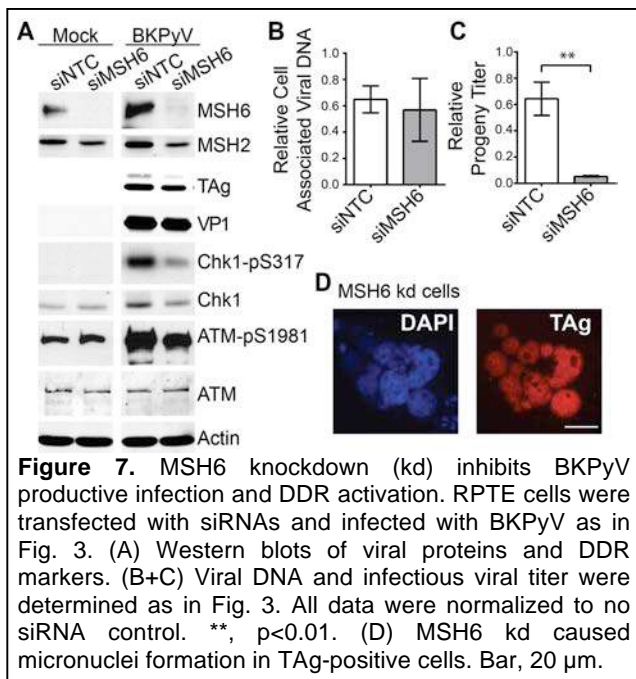 A Mock BKPyV
siNTC siMSH6 siNTC siMSH6
MSH6
MSH2
TAg
VP1
Chk1-pS317
Chk1
ATM-pS1981
ATM
Actin
B
Relative Cell
Associated Viral DNA
1.0
0.8
0.6
0.4
0.2
0.0
siNTC siMSH6
C
Relative
Progeny Titer
1.0
0.8
0.6
0.4
0.2
0.0
**
siNTC siMSH6
D MSH6 kd cells
DAPI TAg
Figure 7. MSH6 knockdown (kd) inhibits BKPyV
productive infection and DDR activation. RPTE cells were
transfected with siRNAs and infected with BKPyV as in
Fig. 3. (A) Western blots of viral proteins and DDR
markers. (B+C) Viral DNA and infectious viral titer were
determined as in Fig. 3. All data were normalized to no
siRNA control. **, p<0.01. (D) MSH6 kd caused
micronuclei formation in TAg-positive cells. Bar, 20 µm.